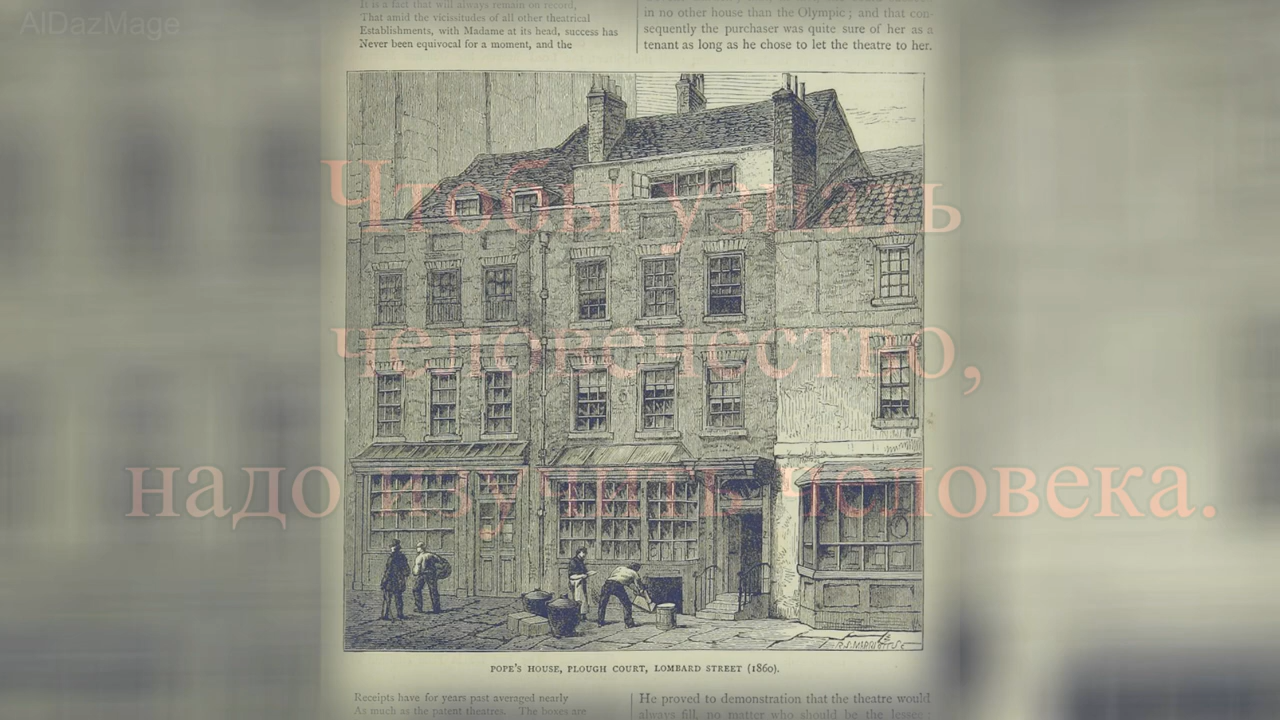 AlDazMage
It is a fact that will always remain on record,
That amid the vicissitudes of all other theatrical
Establishments, with Madame at its head, success has
Never been equivocal for a moment, and the
in no other house than the Olympic; and that con-
sequently the purchaser was quite sure of her as a
tenant as long as he chose to let the theatre to her.
Чтобы узнать
человечество,
надо изучить человека.
POPE'S HOUSE, PLOUGH COURT, LOMBARD STREET (1860).
Receipts have for years past averaged nearly
As much as the patent theatres. The boxes are
He proved to demonstration that the theatre would
always fill, no matter who should be the lessee;